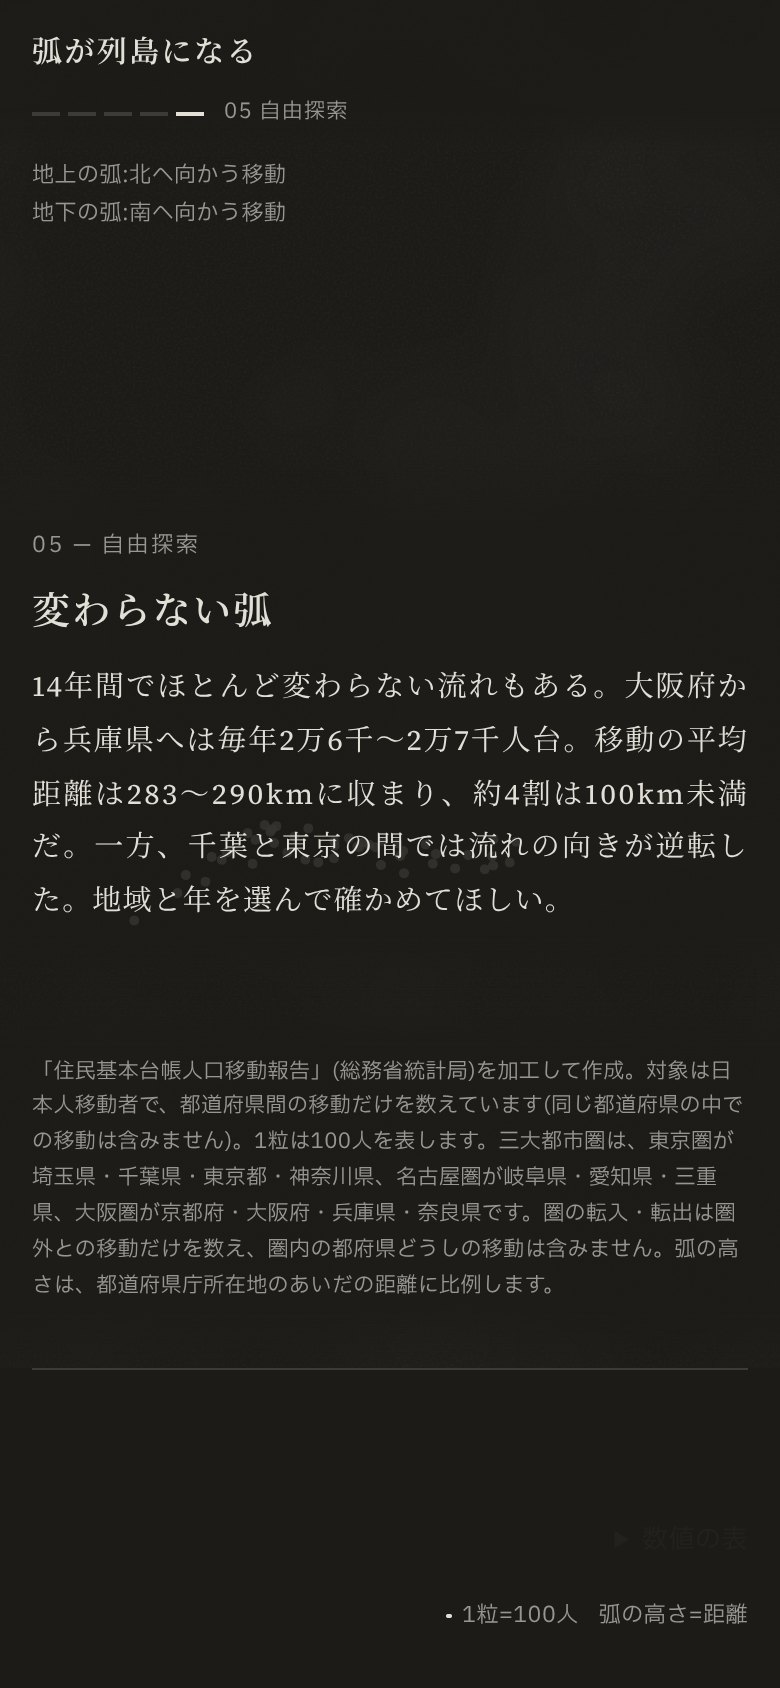 弧が列島になる
05 自由探索
地上の弧:北へ向かう移動
地下の弧:南へ向かう移動
05 — 自由探索
変わらない弧
14年間でほとんど変わらない流れもある。大阪府か
ら兵庫県へは毎年2万6千〜2万7千人台。移動の平均
距離は283〜290kmに収まり、約4割は100km未満
だ。一方、千葉と東京の間では流れの向きが逆転し
た。地域と年を選んで確かめてほしい。
「住民基本台帳人口移動報告」(総務省統計局)を加工して作成。対象は日
本人移動者で、都道府県間の移動だけを数えています(同じ都道府県の中で
の移動は含みません)。1粒は100人を表します。三大都市圏は、東京圏が
埼玉県・千葉県・東京都・神奈川県、名古屋圏が岐阜県・愛知県・三重
県、大阪圏が京都府・大阪府・兵庫県・奈良県です。圏の転入・転出は圏
外との移動だけを数え、圏内の都府県どうしの移動は含みません。弧の高
さは、都道府県庁所在地のあいだの距離に比例します。
▶ 数値の表
1粒=100人 弧の高さ=距離